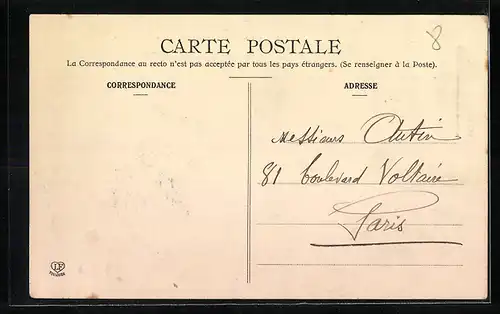 8
CARTE POSTALE
La Correspondance au recto n'est pas acceptée par tous les pays étrangers. (Se renseigner à la Poste).
CORRESPONDANCE
ADRESSE
Messieurs
81 boulevard Voltaire
Paris